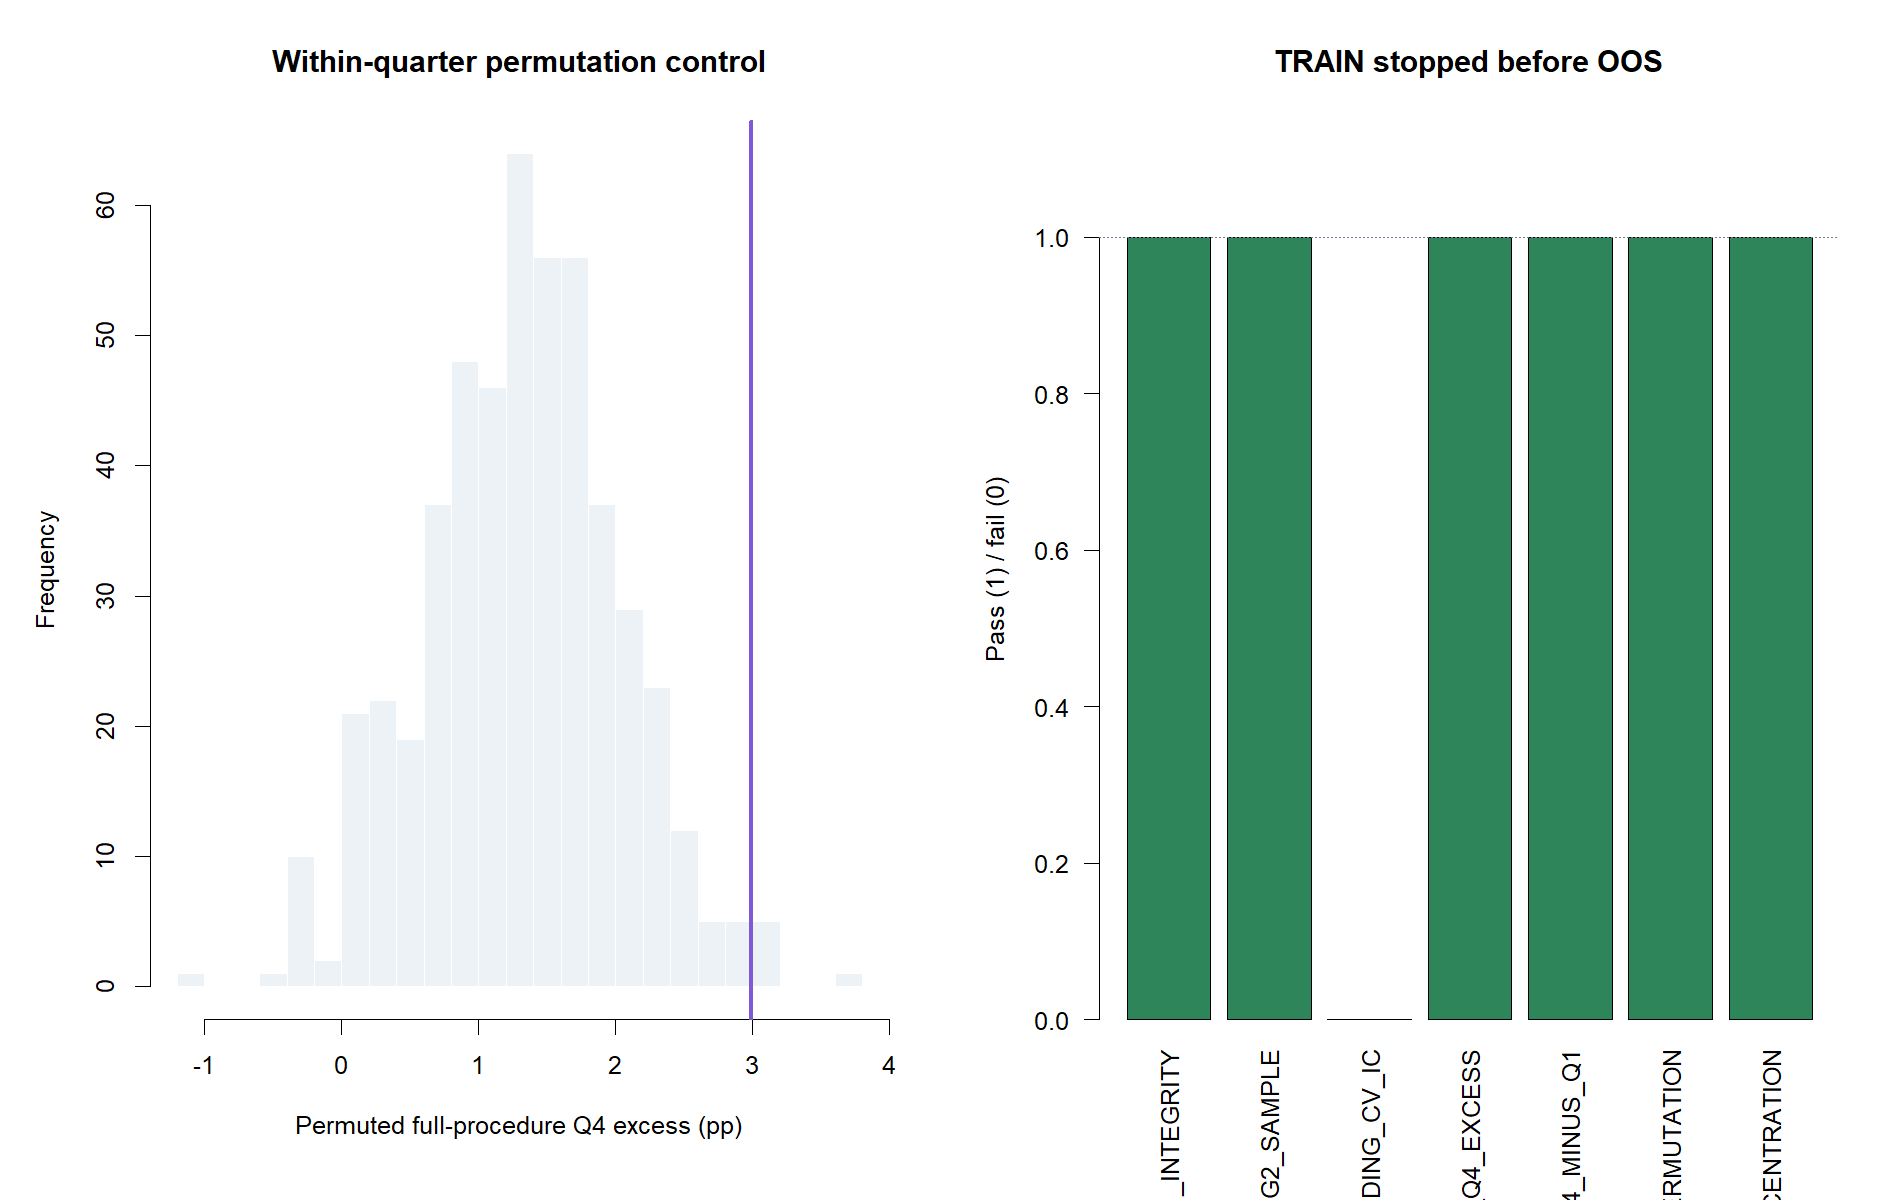 Within-quarter permutation control
Frequency
0
10
20
30
40
50
60
-1
0
1
2
3
4
Permuted full-procedure Q4 excess (pp)
TRAIN stopped before OOS
Pass (1) / fail (0)
0.0
0.2
0.4
0.6
0.8
1.0
_INTEGRITY
G2_SAMPLE
DING_CV_IC
Q4_EXCESS
4_MINUS_Q1
ERMUTATION
CENTRATION